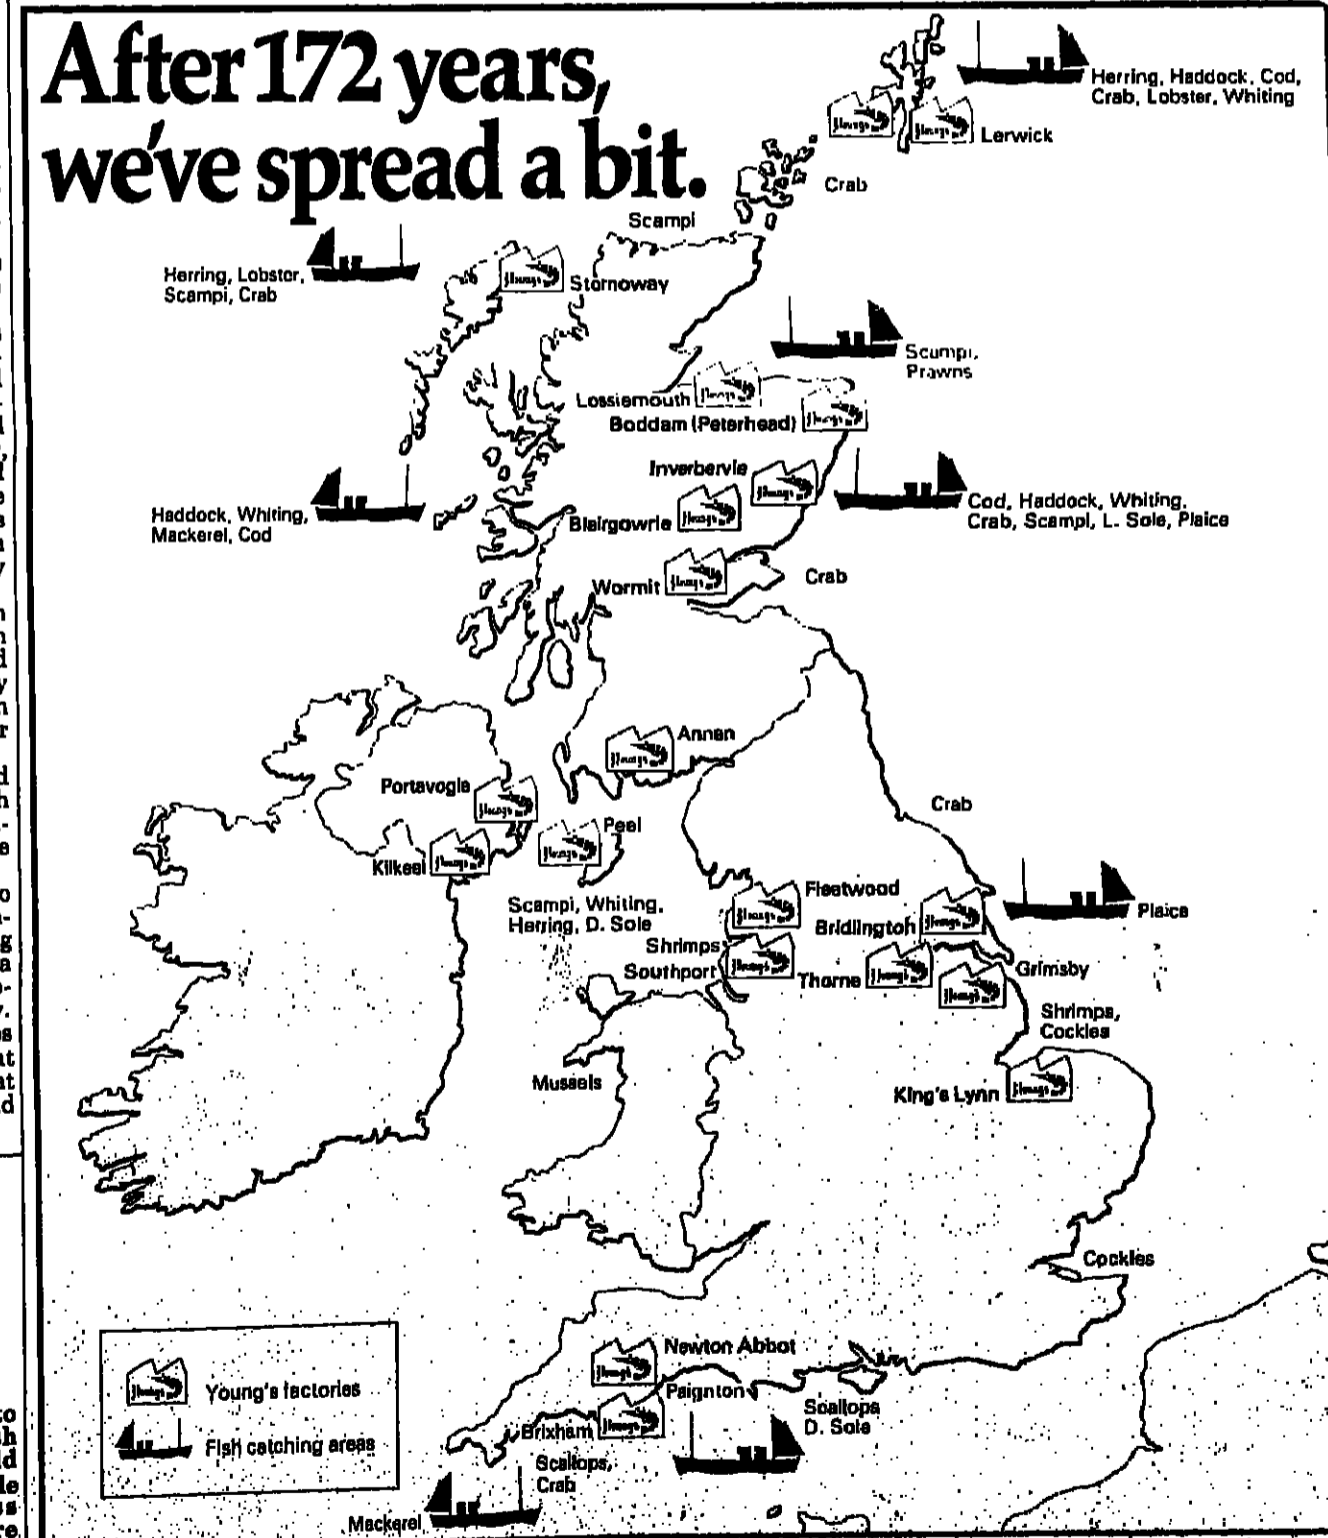 After 172 years,
we've spread a bit.
Herring, Haddock, Cod,
Crab, Lobster, Whiting
Lerwick
Crab
Scampi
Herring, Lobster,
Scampi, Crab
Stornoway
Scampi,
Prawns
Lossiemouth
Boddam (Peterhead)
Inverbervie
Haddock, Whiting,
Mackerel, Cod
Blairgowrie
Cod, Haddock, Whiting,
Crab, Scampi, L. Sole, Plaice
Wormit
Crab
Annan
Portavogie
Peel
Crab
Kilkeel
Scampi, Whiting,
Herring, D. Sole
Fleetwood
Bridlington
Plaice
Shrimps
Southport
Thorne
Grimsby
Shrimps,
Cockles
Mussels
King's Lynn
Cockles
Newton Abbot
Paignton
Scallops
D. Sole
Brixham
Scallops,
Crab
Mackerel
Young's factories
Fish catching areas